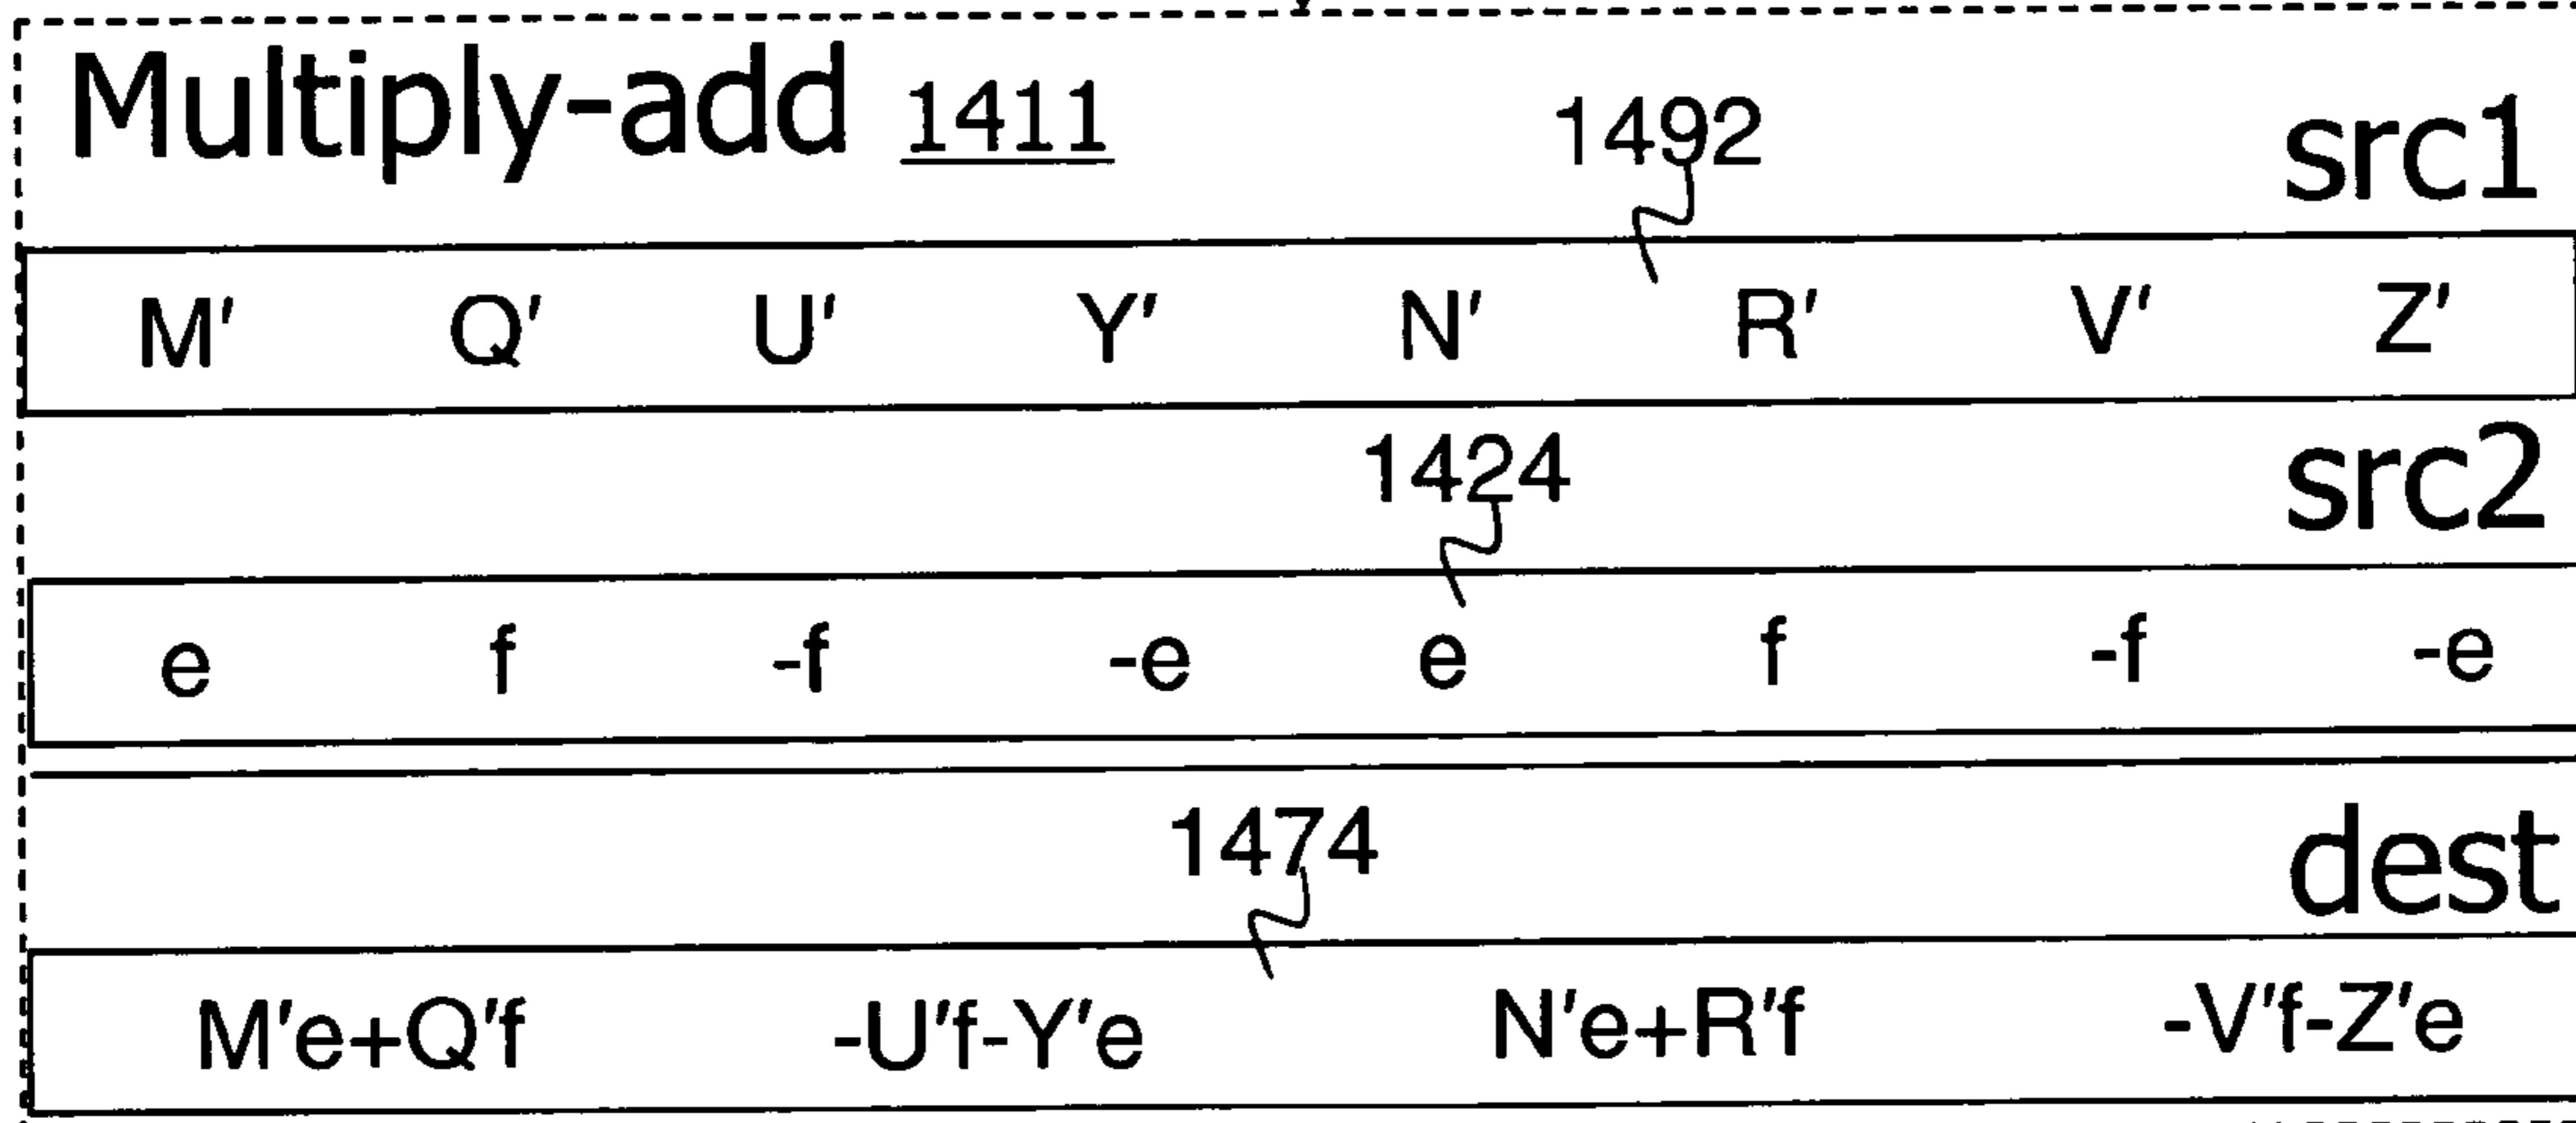 Multiply-add 1411 1492 src1
M' Q' U' Y' N' R' V' Z'
1424 src2
e f -f -e e f -f -e
1474 dest
M'e+Q'f -U'f-Y'e N'e+R'f -V'f-Z'e